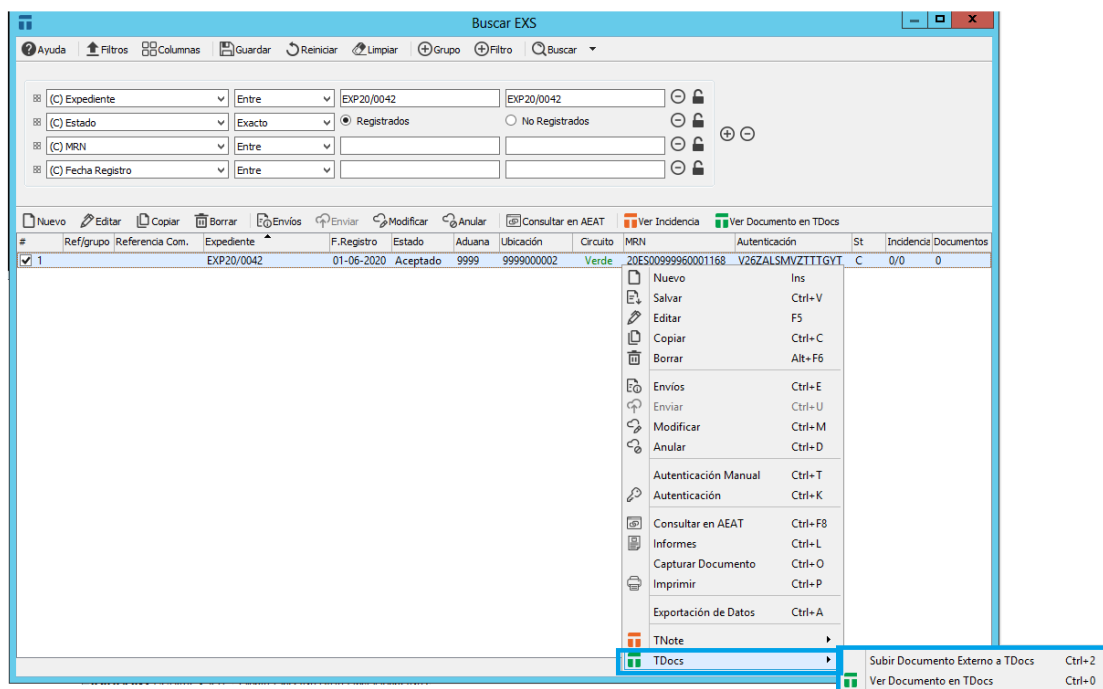 Buscar EXS
Ayuda Filtros Columnas Guardar Reiniciar Limpiar Grupo Filtro Buscar
(C) Expediente Entre EXP20/0042 EXP20/0042
(C) Estado Exacto Registrados No Registrados
(C) MRN Entre
(C) Fecha Registro Entre
Nuevo Editar Copiar Borrar Envíos Enviar Modificar Anular Consultar en AEAT Ver Incidencia Ver Documento en TDocs
# Ref/grupo Referencia Com. Expediente F.Registro Estado Aduana Ubicación Circuito MRN Autenticación St Incidencia Documentos
1 EXP20/0042 01-06-2020 Aceptado 9999 9999000002 Verde 20ES00999960001168 V26ZALSMVZTTTGYT C 0/0 0
Nuevo Ins
Salvar Ctrl+V
Editar F5
Copiar Ctrl+C
Borrar Alt+F6
Envíos Ctrl+E
Enviar Ctrl+U
Modificar Ctrl+M
Anular Ctrl+D
Autenticación Manual Ctrl+T
Autenticación Ctrl+K
Consultar en AEAT Ctrl+F8
Informes Ctrl+L
Capturar Documento Ctrl+O
Imprimir Ctrl+P
Exportación de Datos Ctrl+A
TNote
TDocs
Subir Documento Externo a TDocs Ctrl+2
Ver Documento en TDocs Ctrl+0